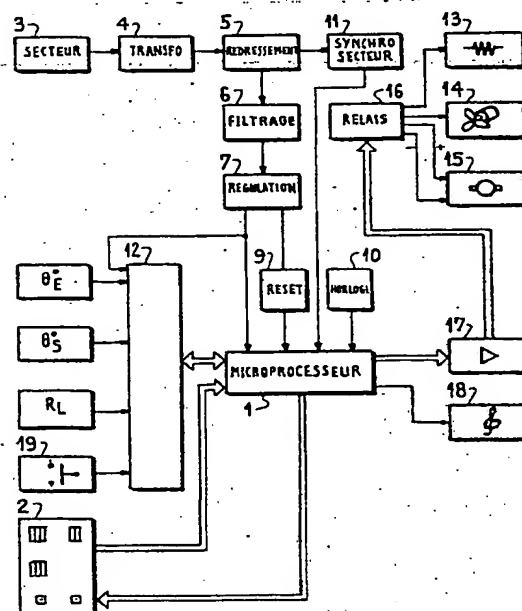 3 4 5 11 13
SECTEUR TRANSFO REDRESSEMENT SYNCHRO SECTEUR
6 16 14
FILTRAGE RELAIS
7 15
REGULATION
12 9 10
θ°E RESET HORLOGE 17
θ°S
MICROPROCESSEUR
1 18
RL
19
2